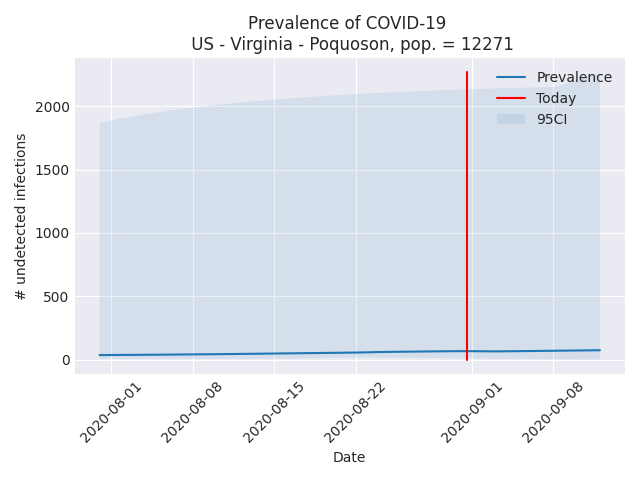 Prevalence of COVID-19
US - Virginia - Poquoson, pop. = 12271
Prevalence
Today
95CI
# undetected infections
2000
1500
1000
500
0
2020-08-01
2020-08-08
2020-08-15
2020-08-22
2020-09-01
2020-09-08
Date